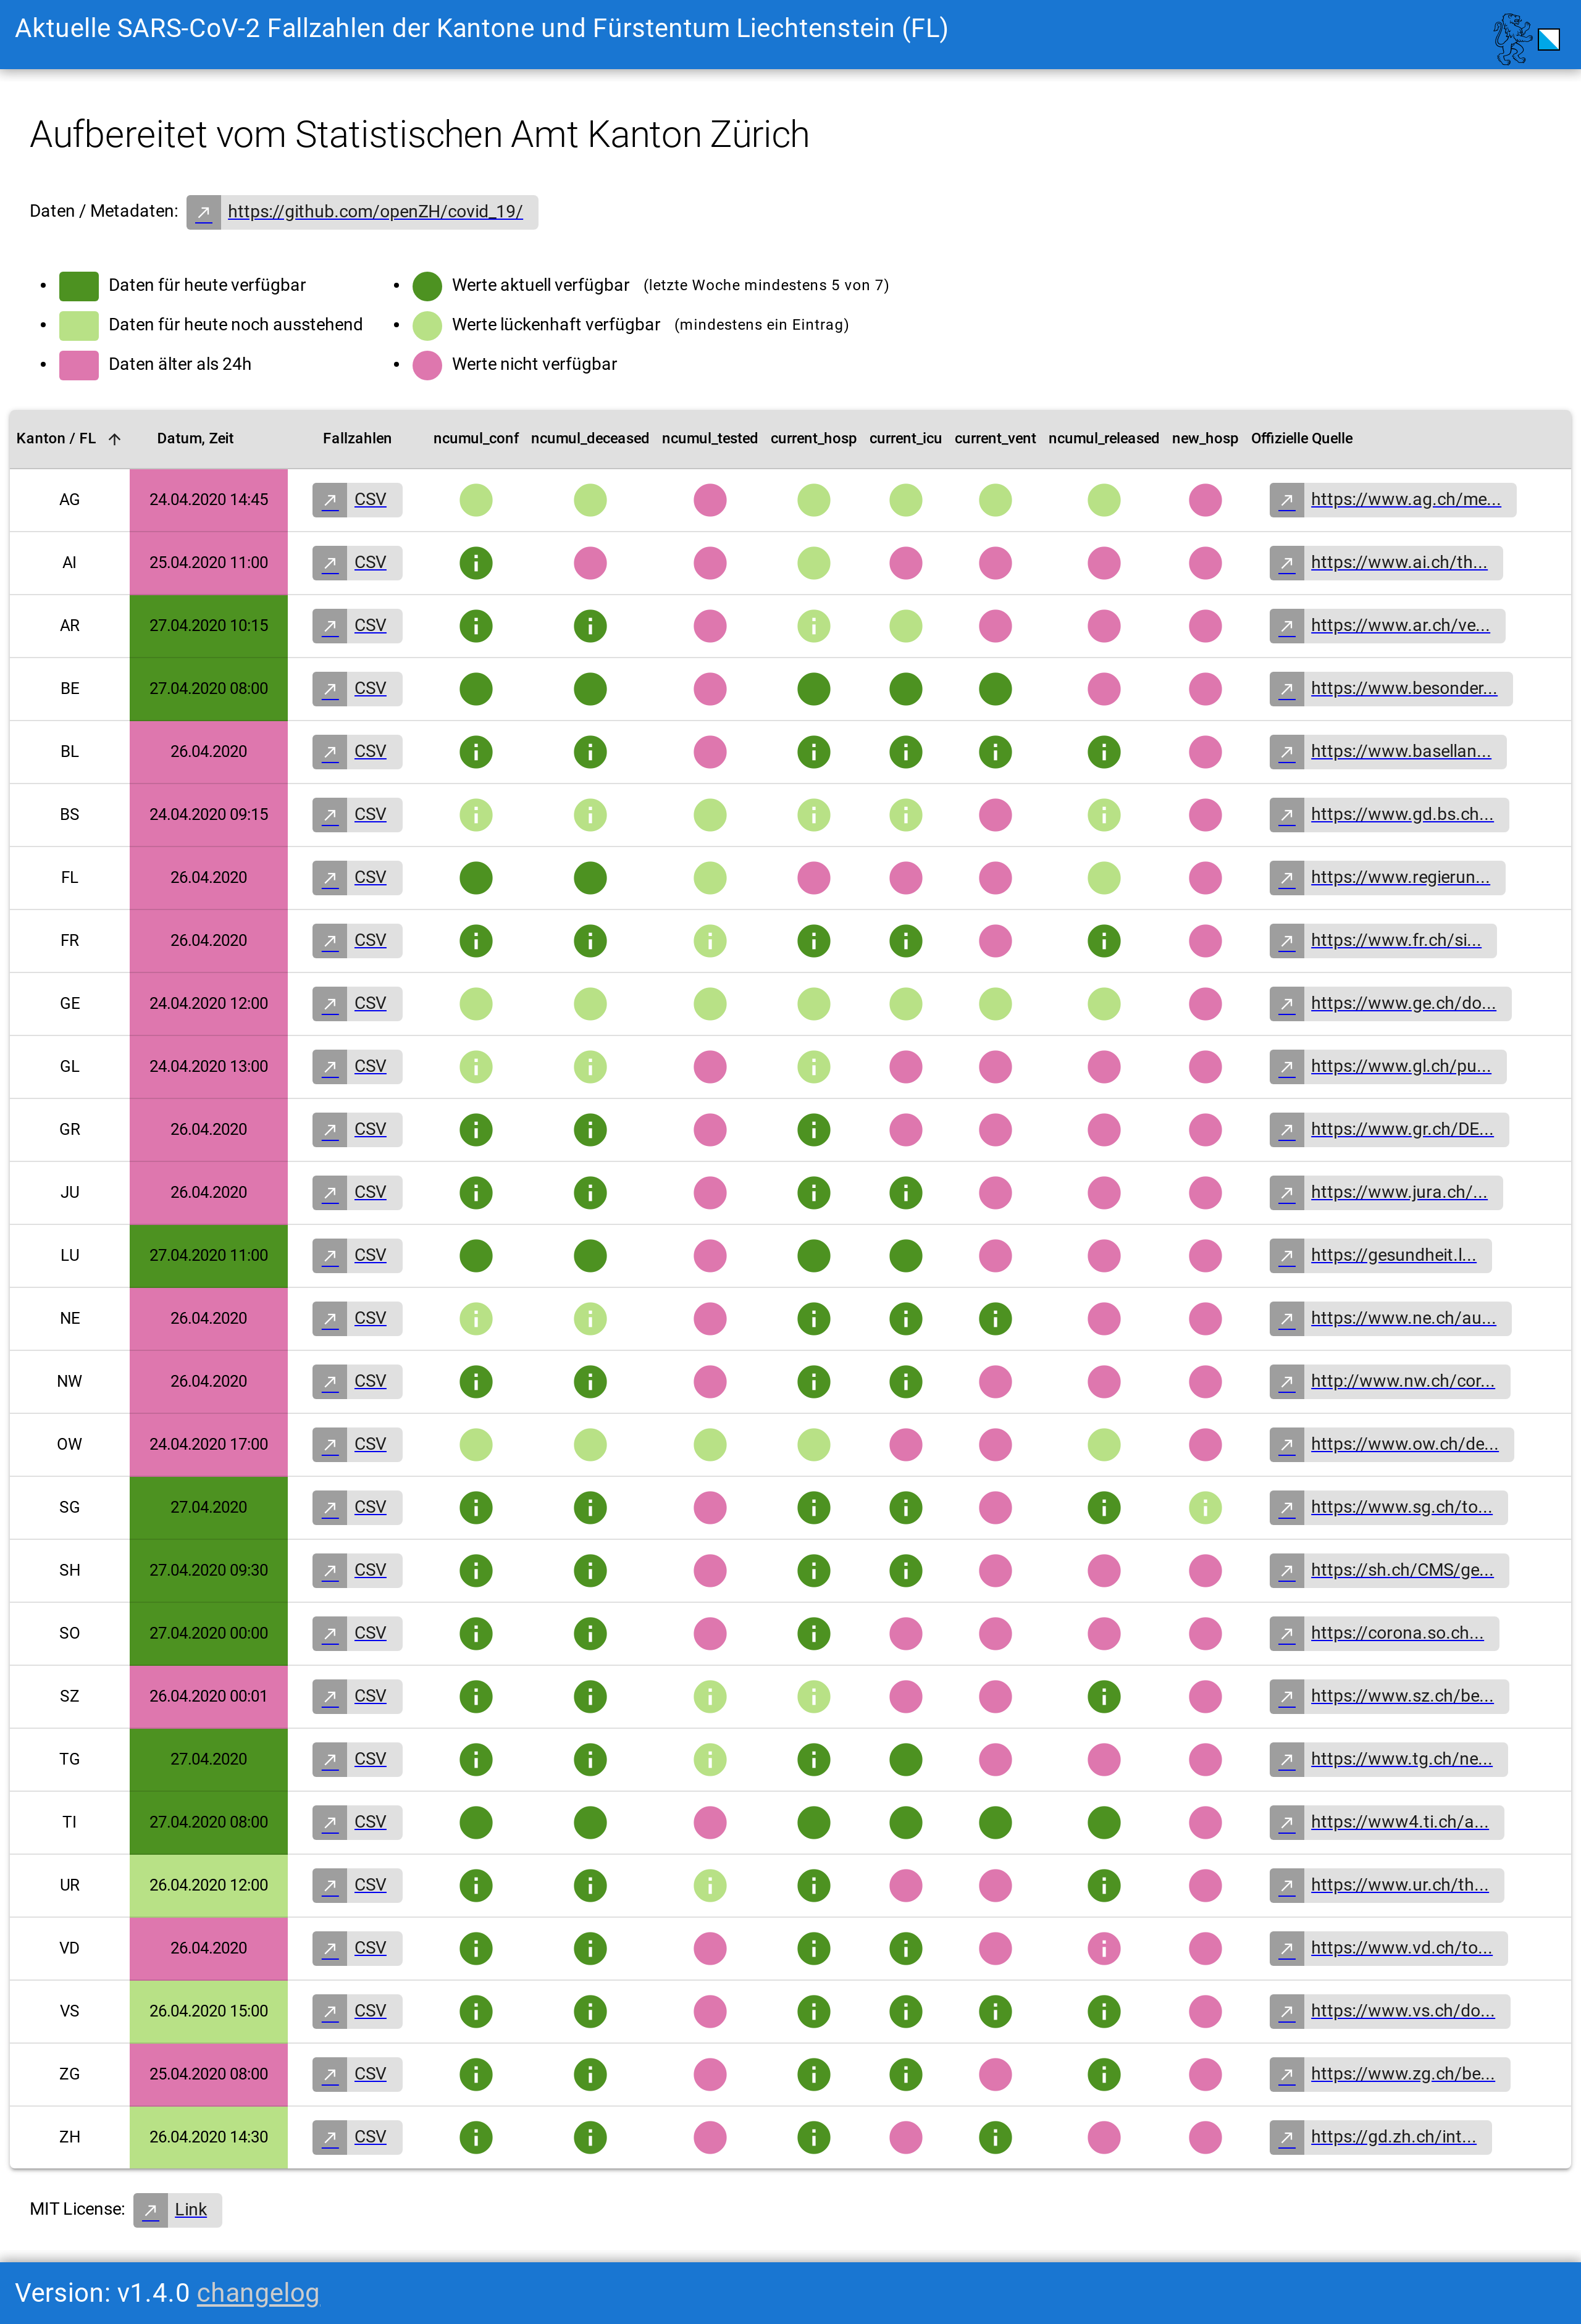 Aktuelle SARS-CoV-2 Fallzahlen der Kantone und Fürstentum Liechtenstein (FL)
Aufbereitet vom Statistischen Amt Kanton Zürich
Daten / Metadaten: https://github.com/openZH/covid_19/
Daten für heute verfügbar
Daten für heute noch ausstehend
Daten älter als 24h
Werte aktuell verfügbar (letzte Woche mindestens 5 von 7)
Werte lückenhaft verfügbar (mindestens ein Eintrag)
Werte nicht verfügbar
Kanton / FL Datum, Zeit Fallzahlen ncumul_conf ncumul_deceased ncumul_tested current_hosp current_icu current_vent ncumul_released new_hosp Offizielle Quelle
AG 24.04.2020 14:45 CSV https://www.ag.ch/me...
AI 25.04.2020 11:00 CSV https://www.ai.ch/th...
AR 27.04.2020 10:15 CSV https://www.ar.ch/ve...
BE 27.04.2020 08:00 CSV https://www.besonder...
BL 26.04.2020 CSV https://www.basellan...
BS 24.04.2020 09:15 CSV https://www.gd.bs.ch...
FL 26.04.2020 CSV https://www.regierun...
FR 26.04.2020 CSV https://www.fr.ch/si...
GE 24.04.2020 12:00 CSV https://www.ge.ch/do...
GL 24.04.2020 13:00 CSV https://www.gl.ch/pu...
GR 26.04.2020 CSV https://www.gr.ch/DE...
JU 26.04.2020 CSV https://www.jura.ch/...
LU 27.04.2020 11:00 CSV https://gesundheit.l...
NE 26.04.2020 CSV https://www.ne.ch/au...
NW 26.04.2020 CSV http://www.nw.ch/cor...
OW 24.04.2020 17:00 CSV https://www.ow.ch/de...
SG 27.04.2020 CSV https://www.sg.ch/to...
SH 27.04.2020 09:30 CSV https://sh.ch/CMS/ge...
SO 27.04.2020 00:00 CSV https://corona.so.ch...
SZ 26.04.2020 00:01 CSV https://www.sz.ch/be...
TG 27.04.2020 CSV https://www.tg.ch/ne...
TI 27.04.2020 08:00 CSV https://www4.ti.ch/a...
UR 26.04.2020 12:00 CSV https://www.ur.ch/th...
VD 26.04.2020 CSV https://www.vd.ch/to...
VS 26.04.2020 15:00 CSV https://www.vs.ch/do...
ZG 25.04.2020 08:00 CSV https://www.zg.ch/be...
ZH 26.04.2020 14:30 CSV https://gd.zh.ch/int...
MIT License: Link
Version: v1.4.0 changelog